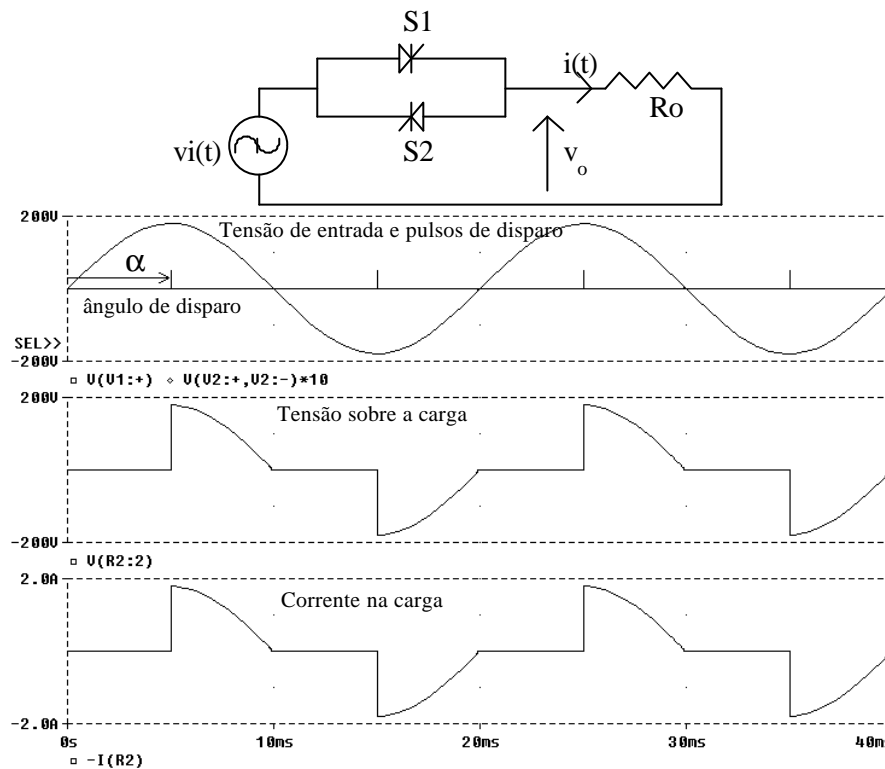 S1
i(t)
Ro
S2
vi(t)
vo
200V
Tensão de entrada e pulsos de disparo
α
ângulo de disparo
SEL>>
-200V
V(V1:+) V(V2:+,V2:-)*10
200V
Tensão sobre a carga
-200V
V(R2:2)
2.0A
Corrente na carga
-2.0A
0s 10ms 20ms 30ms 40ms
-I(R2)